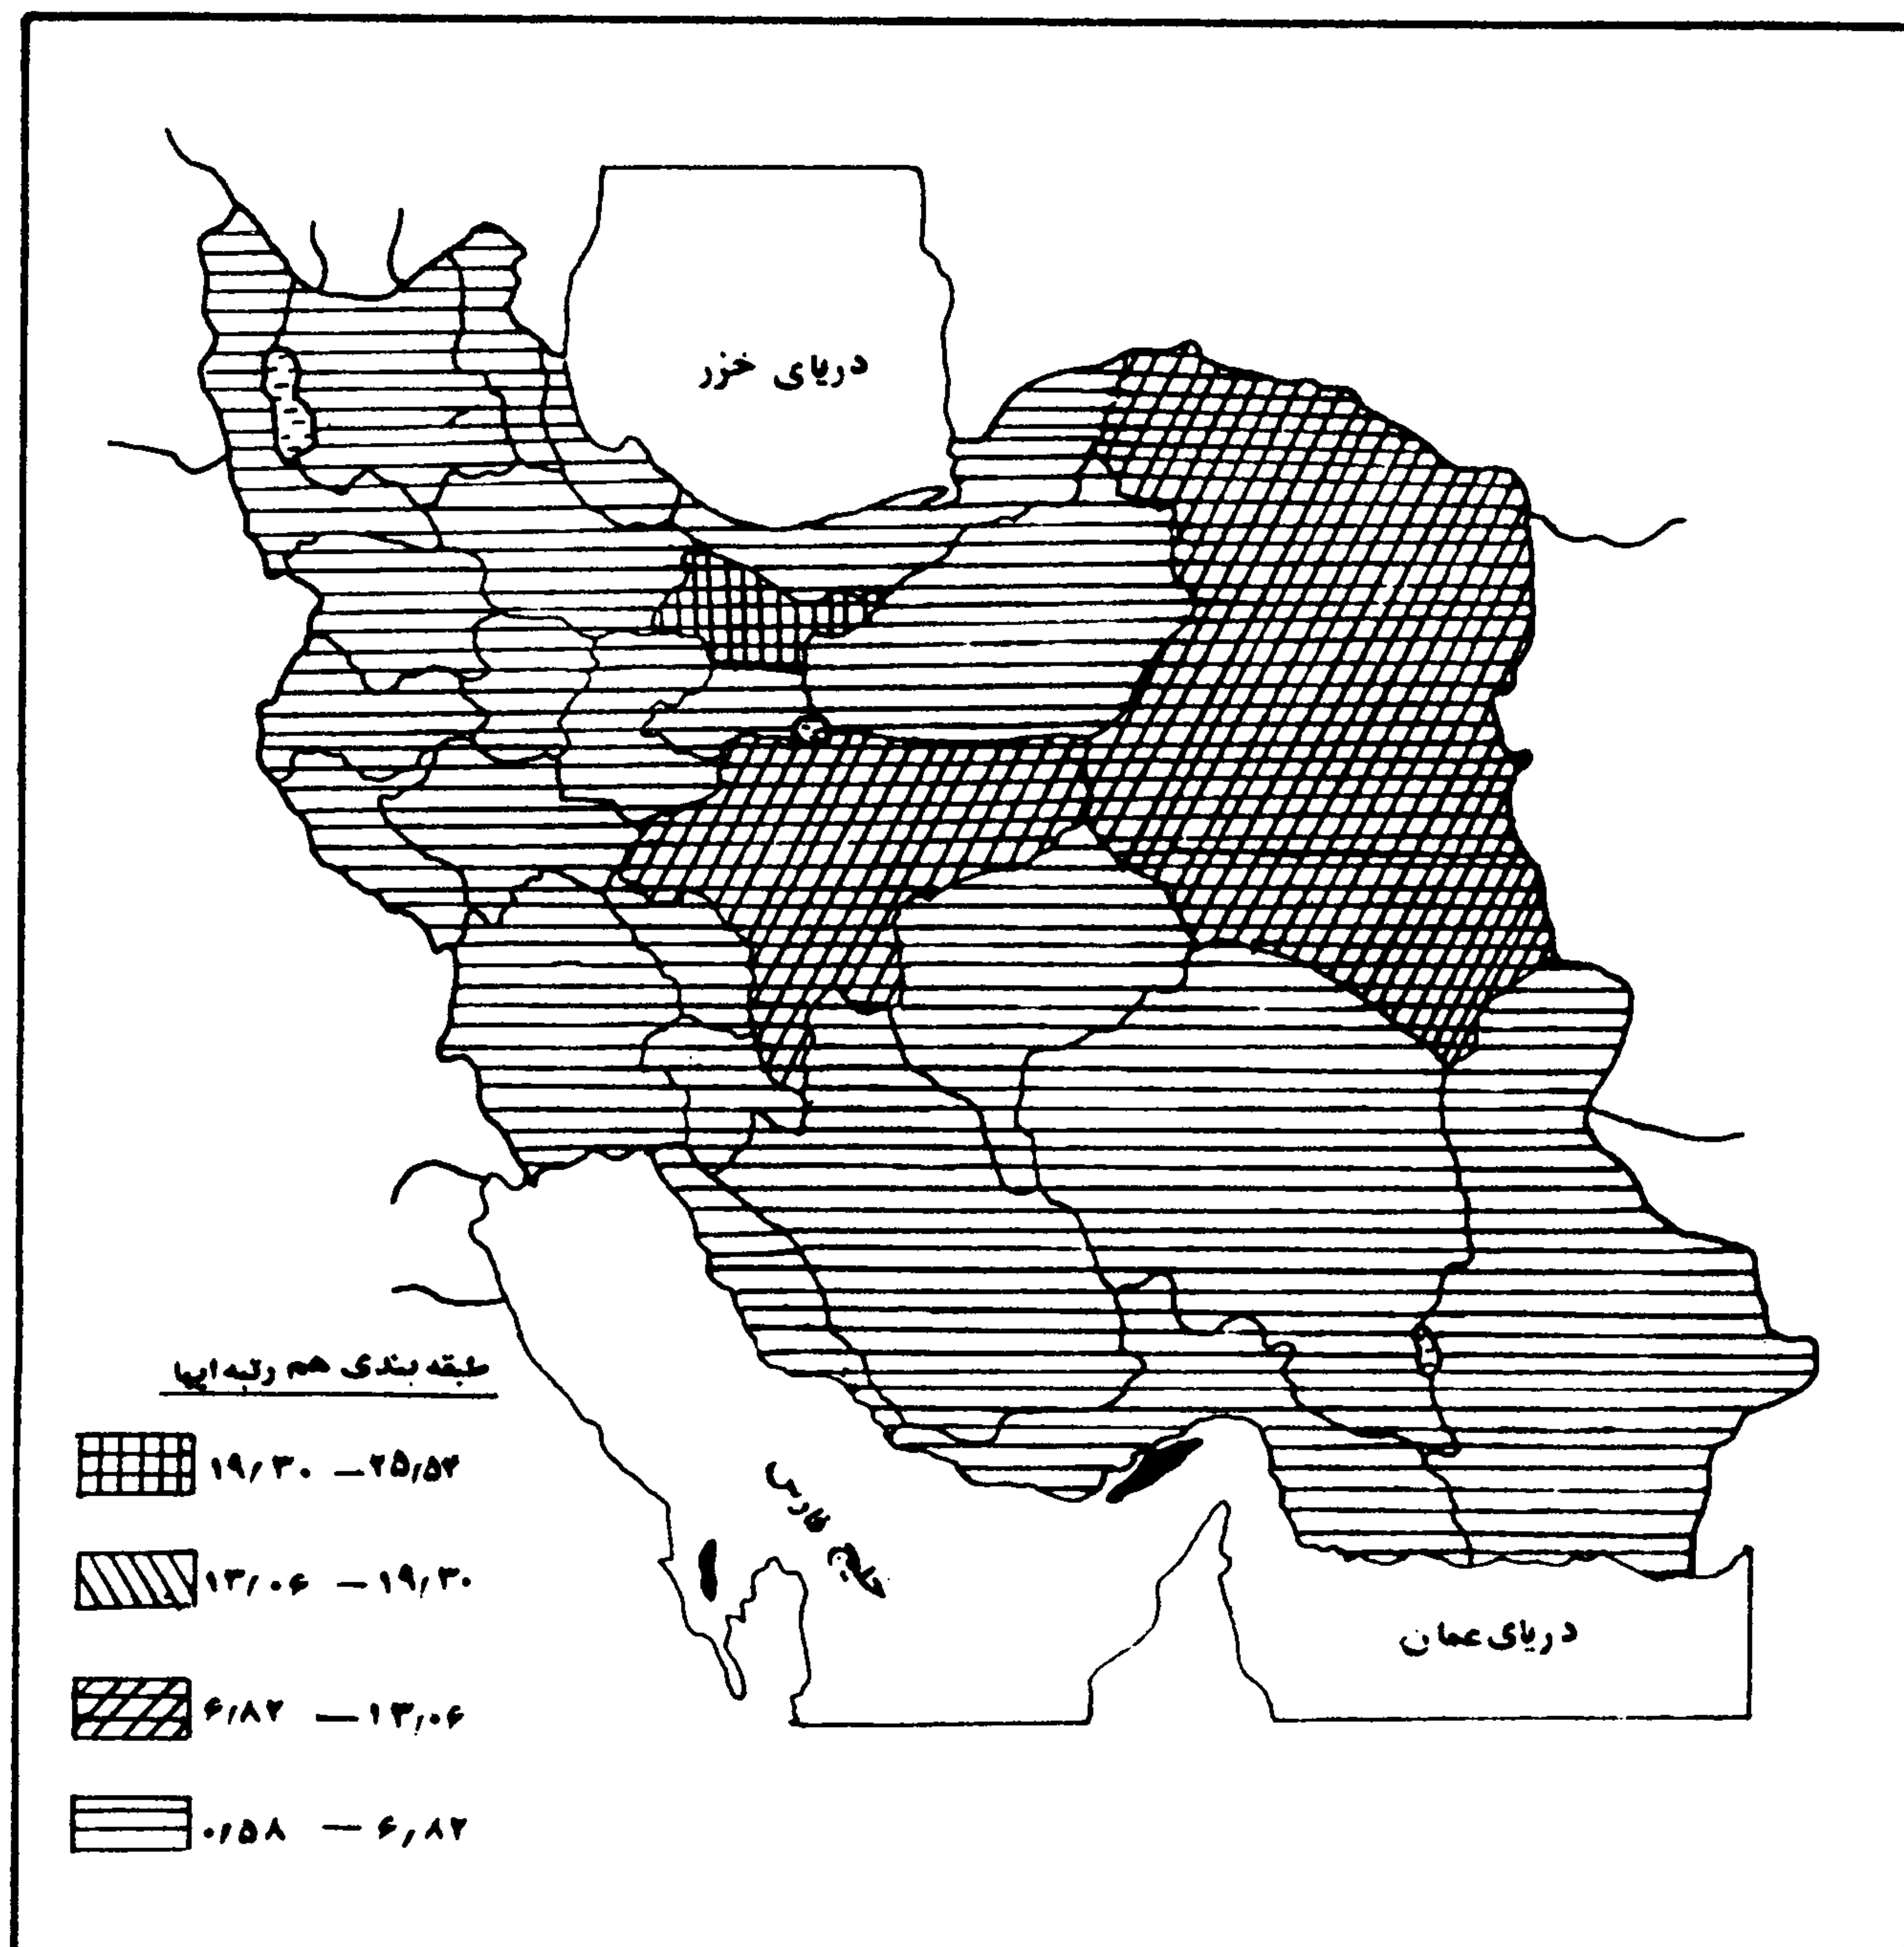 دریای خزر
طبقه بندی هم رتبه ایها
۱۹/۳۰ — ۲۵/۵۲
۱۳/۰۶ — ۱۹/۳۰
۶/۸۲ — ۱۳/۰۶
۰/۵۸ — ۶/۸۲
خلیج فارس
دریای عمان